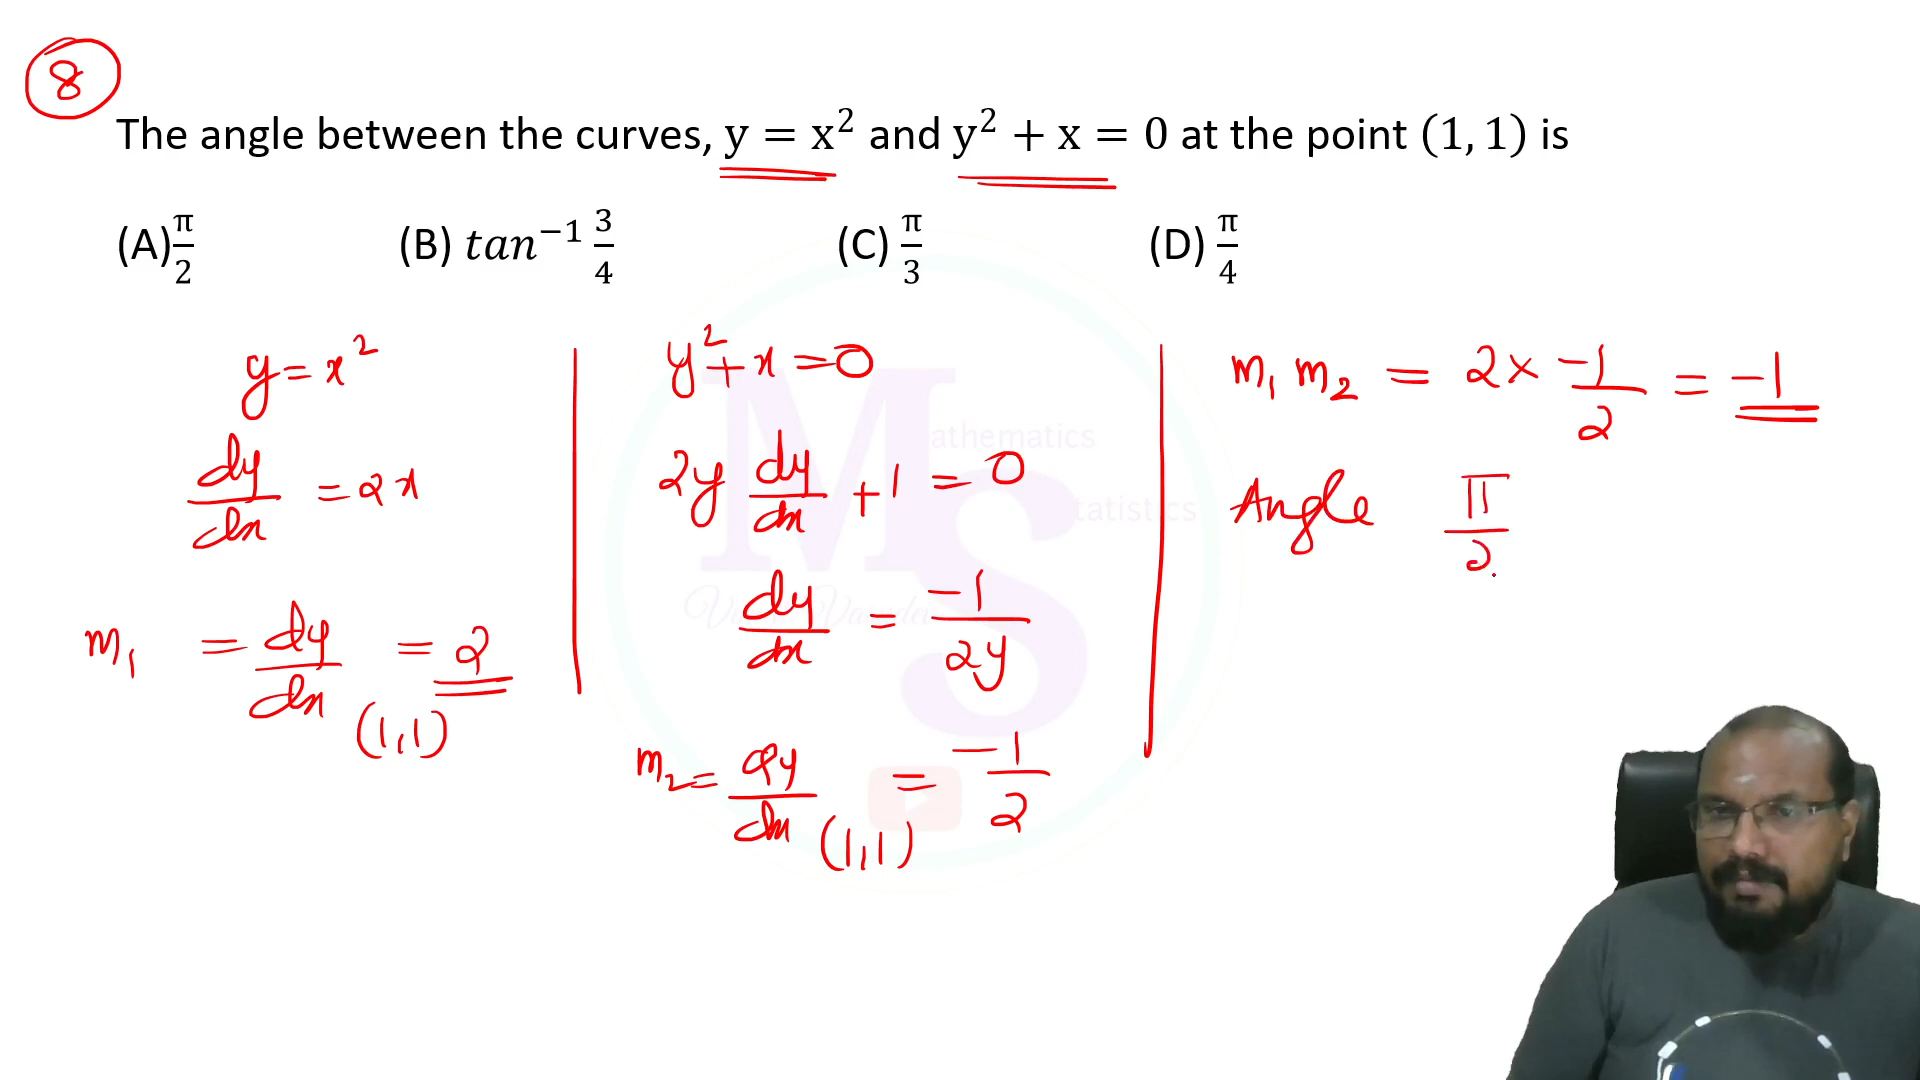 8
The angle between the curves, y = x² and y² + x = 0 at the point (1, 1) is
(A) π/2 (B) tan⁻¹ 3/4 (C) π/3 (D) π/4
y = x²
dy/dx = 2x
m₁ = dy/dx (1,1) = 2
y² + x = 0
2y dy/dx + 1 = 0
dy/dx = -1/2y
m₂ = dy/dx (1,1) = -1/2
m₁ m₂ = 2 × -1/2 = -1
Angle π/2
M athematics
S tatistics